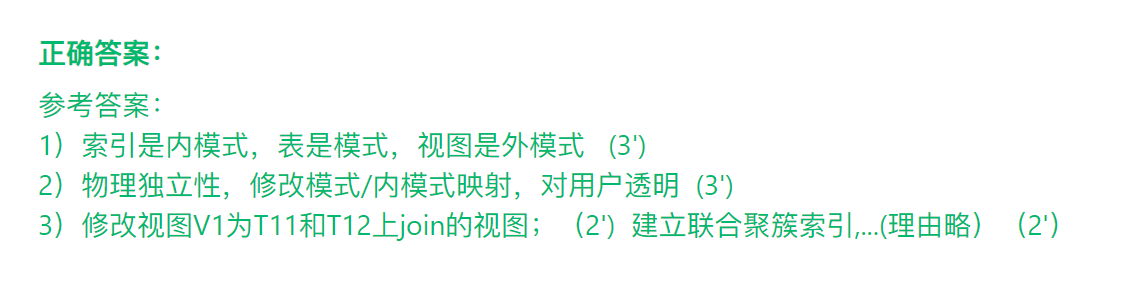 正确答案：
参考答案：
1）索引是内模式，表是模式，视图是外模式 (3')
2）物理独立性，修改模式/内模式映射，对用户透明 (3')
3）修改视图V1为T11和T12上join的视图；（2'）建立联合聚簇索引,...(理由略）（2'）